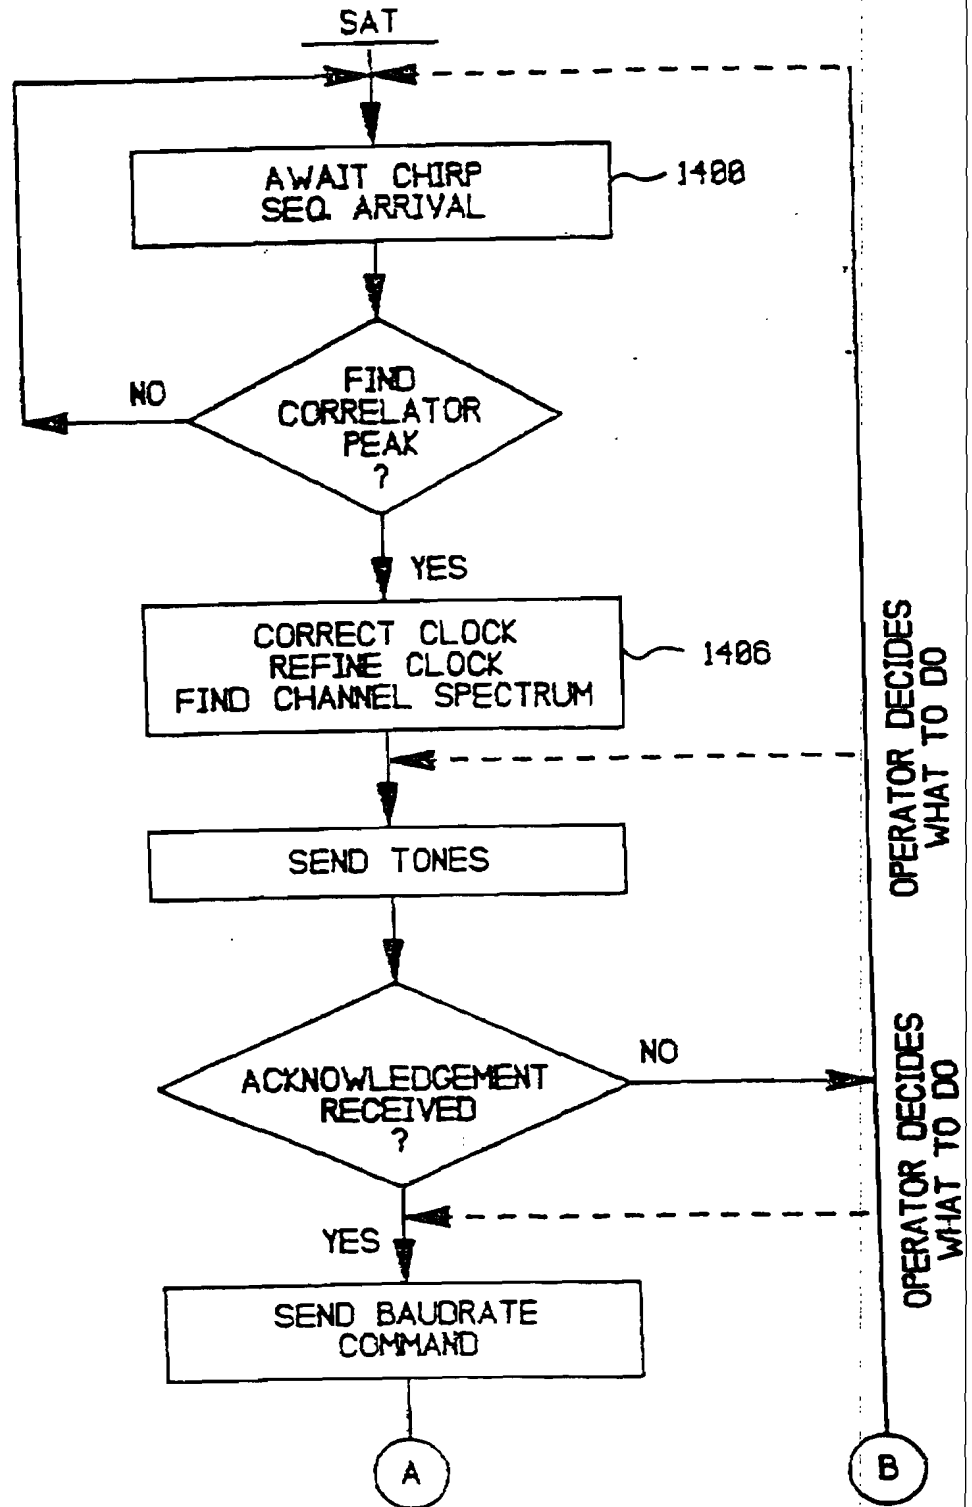 SAT
AWAIT CHIRP
SEQ. ARRIVAL
1400
FIND
CORRELATOR
PEAK
?
NO
YES
CORRECT CLOCK
REFINE CLOCK
FIND CHANNEL SPECTRUM
1406
OPERATOR DECIDES
WHAT TO DO
SEND TONES
ACKNOWLEDGEMENT
RECEIVED
?
NO
OPERATOR DECIDES
WHAT TO DO
YES
SEND BAUDRATE
COMMAND
A
B